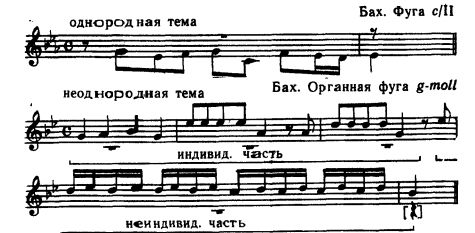 Бах. Фуга c/II
однородная тема
неоднородная тема Бах. Органная фуга g-moll
индивид. часть
неиндивид. часть